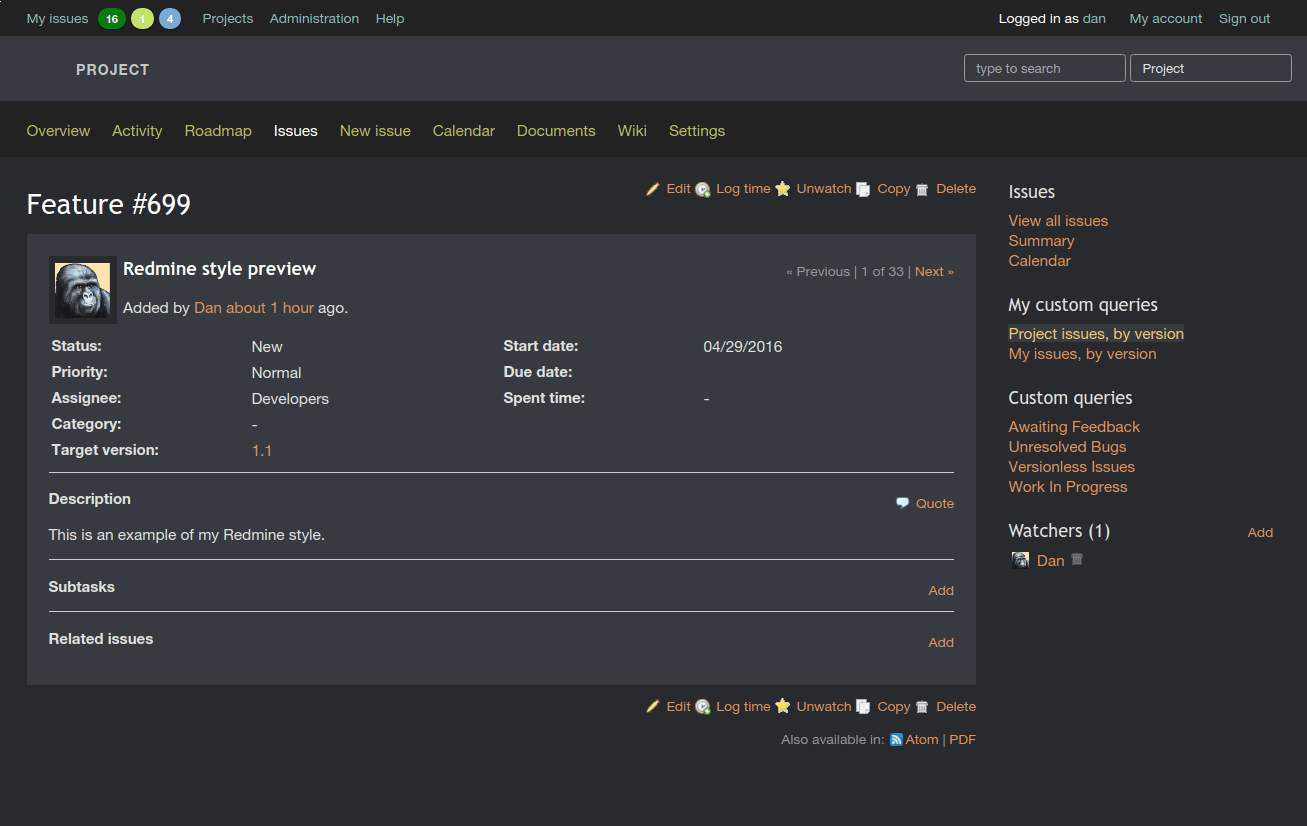 My issues 16 1 4 Projects Administration Help Logged in as dan My account Sign out
PROJECT type to search Project
Overview Activity Roadmap Issues New issue Calendar Documents Wiki Settings
Feature #699
Edit Log time Unwatch Copy Delete
Redmine style preview
« Previous | 1 of 33 | Next »
Added by Dan about 1 hour ago.
Status: New Start date: 04/29/2016
Priority: Normal Due date:
Assignee: Developers Spent time: -
Category: -
Target version: 1.1
Description Quote
This is an example of my Redmine style.
Subtasks Add
Related issues Add
Edit Log time Unwatch Copy Delete
Also available in: Atom | PDF
Issues
View all issues
Summary
Calendar
My custom queries
Project issues, by version
My issues, by version
Custom queries
Awaiting Feedback
Unresolved Bugs
Versionless Issues
Work In Progress
Watchers (1) Add
Dan